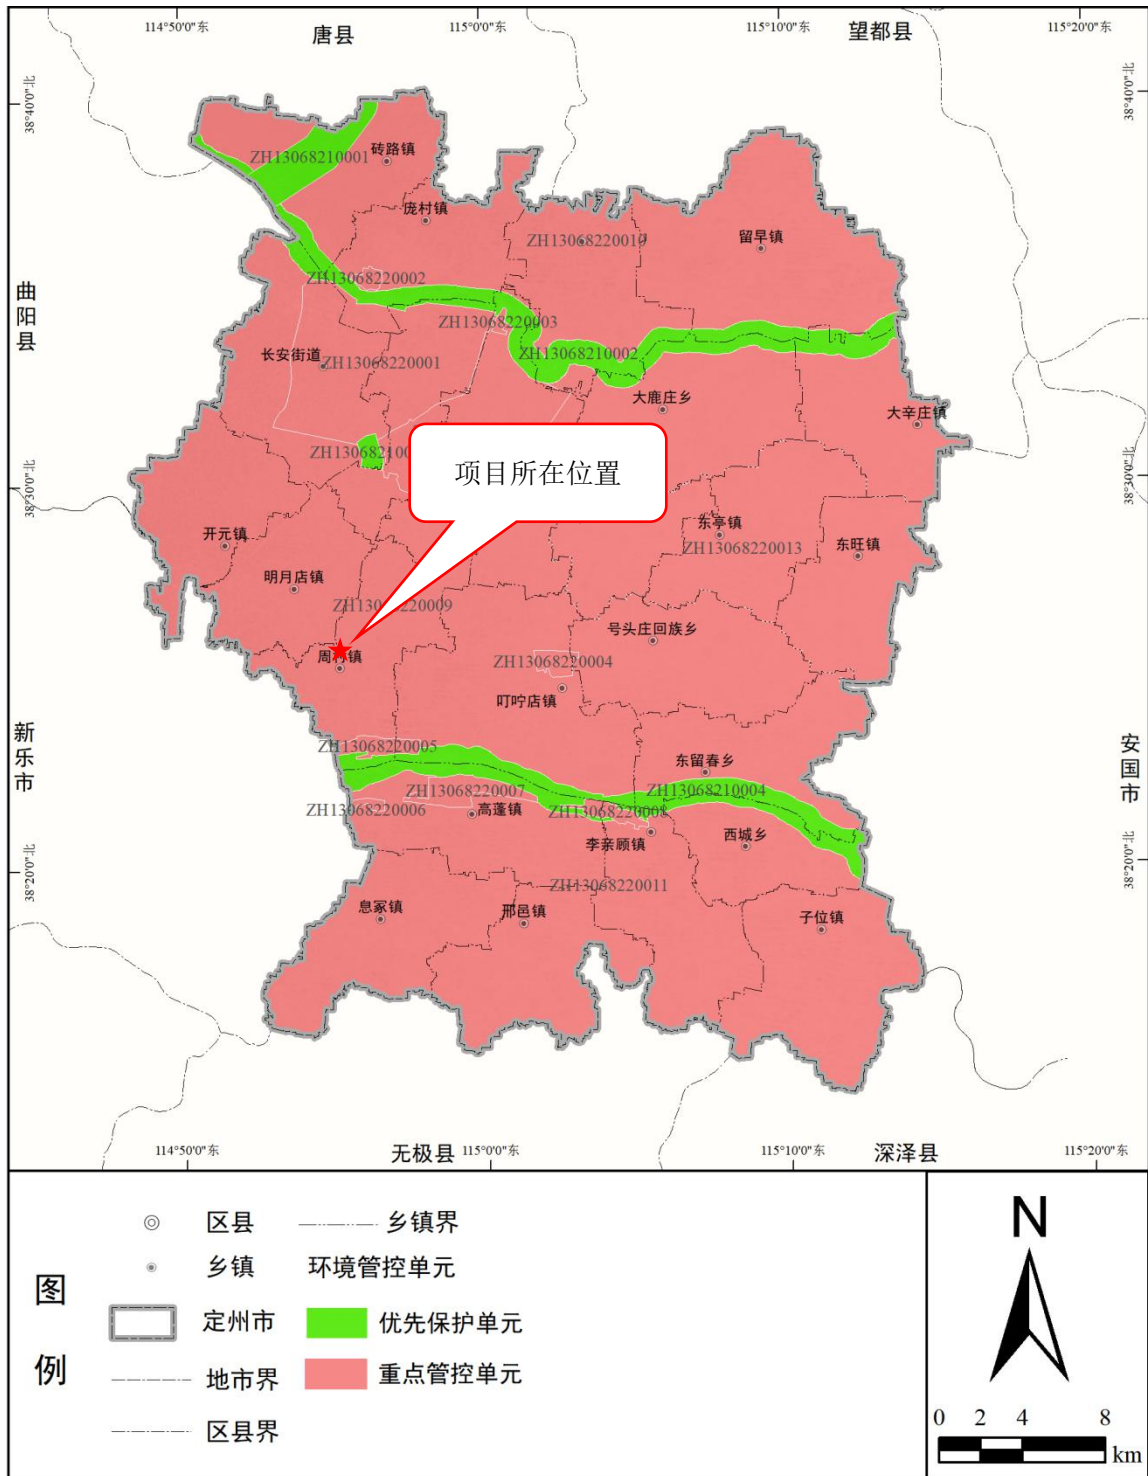 114°50'0"东
115°0'0"东
115°10'0"东
115°20'0"东
唐县
望都县
38°40'0"北
38°40'0"北
ZH13068210001
砖路镇
庞村镇
ZH13068220010
留早镇
ZH13068220002
曲阳县
ZH13068220003
长安街道
ZH13068220001
ZH13068210002
大鹿庄乡
大辛庄镇
ZH130682100
项目所在位置
38°30'0"北
38°30'0"北
开元镇
东亭镇
ZH13068220013
东旺镇
明月店镇
ZH13068220009
号头庄回族乡
周村镇
ZH13068220004
叮咛店镇
新乐市
安国市
ZH13068220005
东留春乡
ZH13068220007
ZH13068210004
ZH13068220006
高蓬镇
ZH13068220008
李亲顾镇
西城乡
38°20'0"北
38°20'0"北
ZH13068220011
息冢镇
邢邑镇
子位镇
114°50'0"东
无极县
115°0'0"东
115°10'0"东
深泽县
115°20'0"东
图例
区县
乡镇界
乡镇
环境管控单元
定州市
优先保护单元
地市界
重点管控单元
区县界
N
0 2 4 8
km